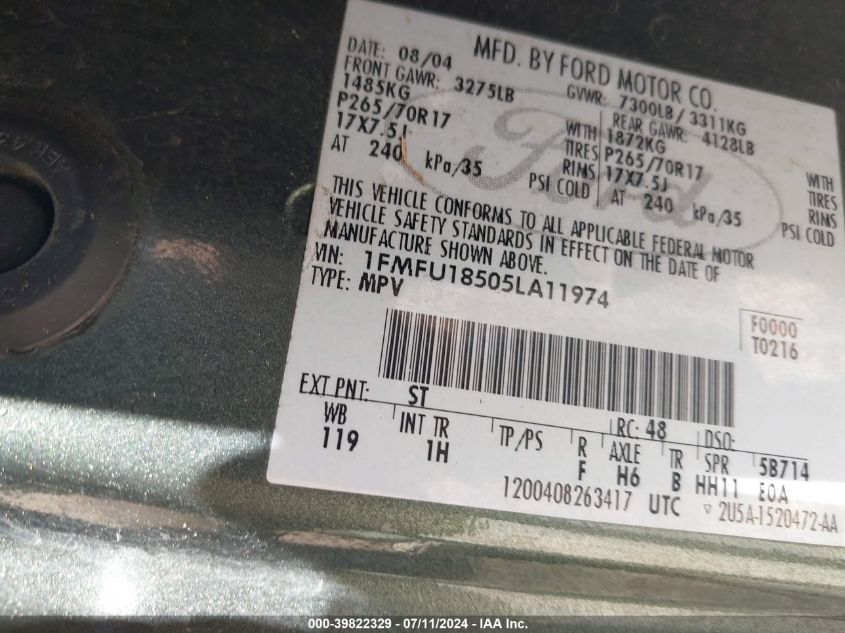 MFD. BY FORD MOTOR CO.
DATE: 08/04 GVWR: 7300LB/ 3311KG
FRONT GAWR: 3275LB REAR GAWR: 4128LB
1485KG WITH 1872KG WITH
P265/70R17 TIRES P265/70R17 TIRES
17X7.5J RIMS 17X7.5J RIMS
AT 240 kPa/35 PSI COLD AT 240 kPa/35 PSI COLD
THIS VEHICLE CONFORMS TO ALL APPLICABLE FEDERAL MOTOR
VEHICLE SAFETY STANDARDS IN EFFECT ON THE DATE OF
MANUFACTURE SHOWN ABOVE.
VIN: 1FMFU18505LA11974
TYPE: MPV
F0000
T0216
EXT PNT: ST RC: 48 DSO:
WB INT TR TP/PS R AXLE TR SPR 5B714
119 1H F H6 B HH11 E0A
1200408263417 UTC 2U5A-1520472-AA
Ford
000-39822329 - 07/11/2024 - IAA Inc.